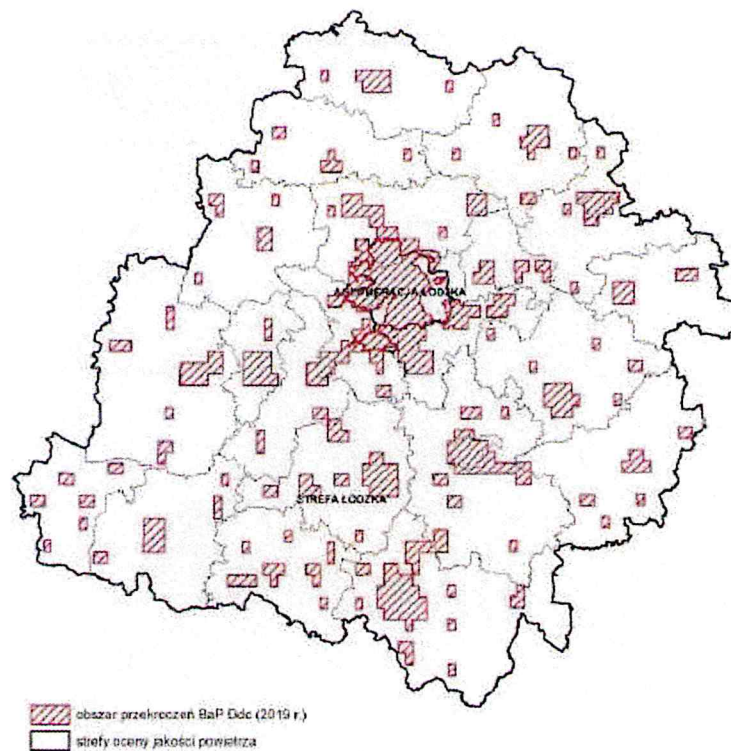 AGLOMERACJA ŁÓDZKA
STREFA ŁÓDZKA
obszar przekroczeń BaP Ddc (2019 r.)
strefy oceny jakości powietrza